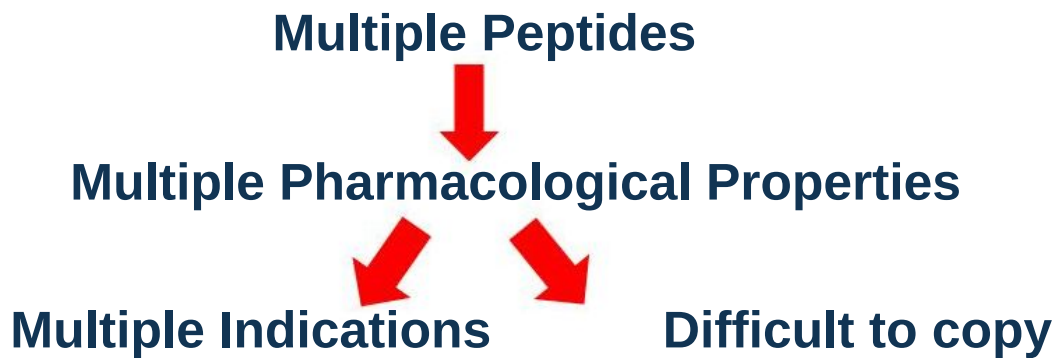 Multiple Peptides
Multiple Pharmacological Properties
Multiple Indications Difficult to copy